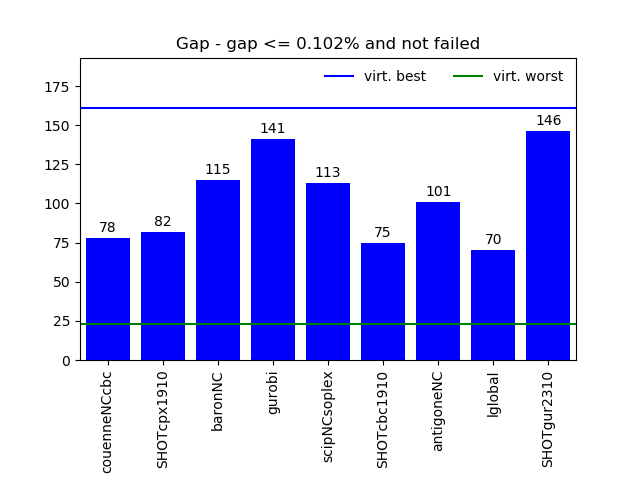 Gap - gap <= 0.102% and not failed
virt. best
virt. worst
175
150
125
100
75
50
25
0
78
82
115
141
113
75
101
70
146
couenneNCcbc
SHOTcpx1910
baronNC
gurobi
scipNCsoplex
SHOTcbc1910
antigoneNC
lglobal
SHOTgur2310